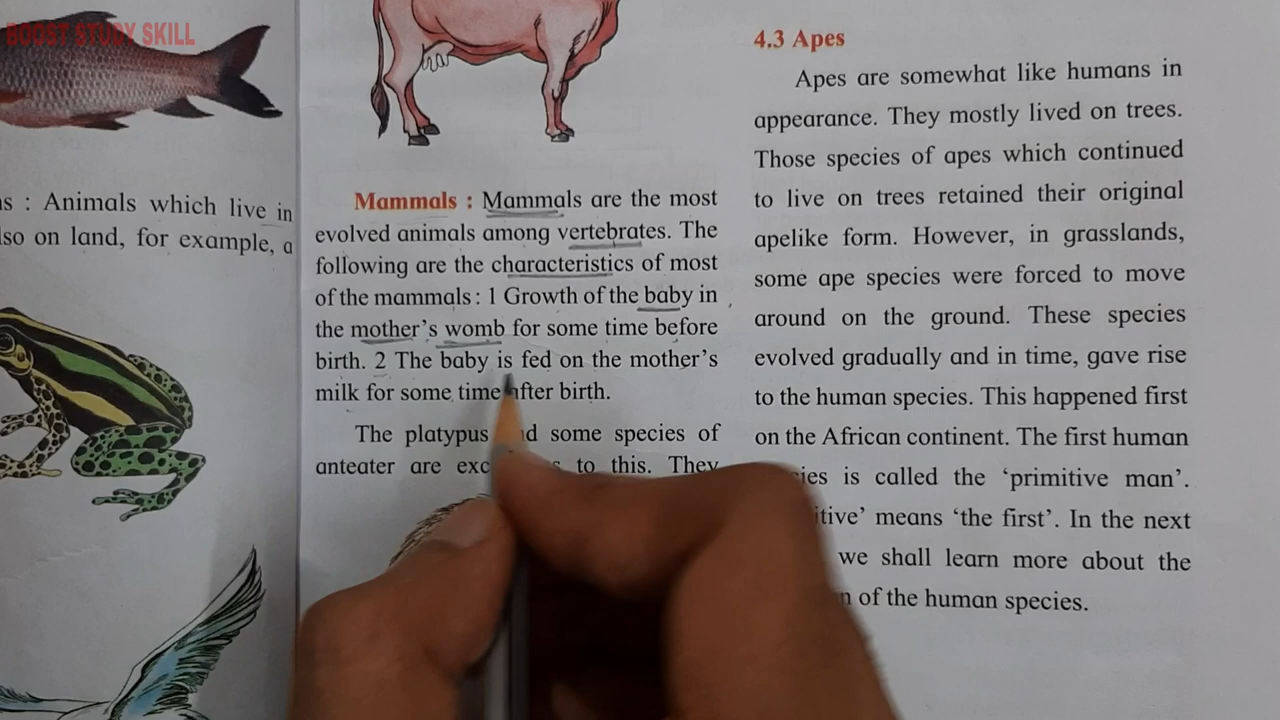 BOOST STUDY SKILL
s : Animals which live in
lso on land, for example, a
Mammals : Mammals are the most
evolved animals among vertebrates. The
following are the characteristics of most
of the mammals : 1 Growth of the baby in
the mother's womb for some time before
birth. 2 The baby is fed on the mother's
milk for some time after birth.
The platypus some species of
anteater are to this. They
4.3 Apes
Apes are somewhat like humans in
appearance. They mostly lived on trees.
Those species of apes which continued
to live on trees retained their original
apelike form. However, in grasslands,
some ape species were forced to move
around on the ground. These species
evolved gradually and in time, gave rise
to the human species. This happened first
on the African continent. The first human
is called the 'primitive man'.
means 'the first'. In the next
we shall learn more about the
of the human species.